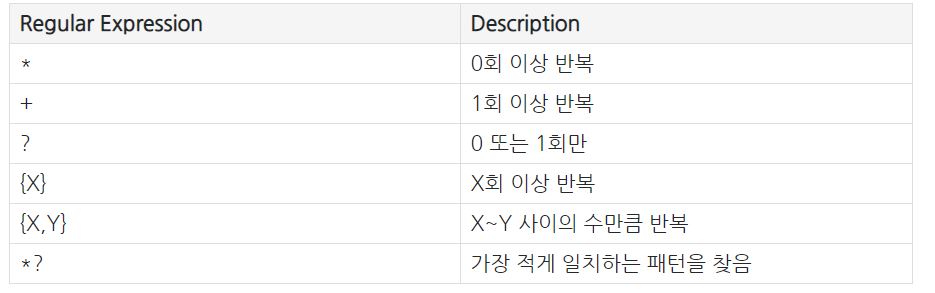 Regular Expression Description
* 0회 이상 반복
+ 1회 이상 반복
? 0 또는 1회만
{X} X회 이상 반복
{X,Y} X~Y 사이의 수만큼 반복
*? 가장 적게 일치하는 패턴을 찾음